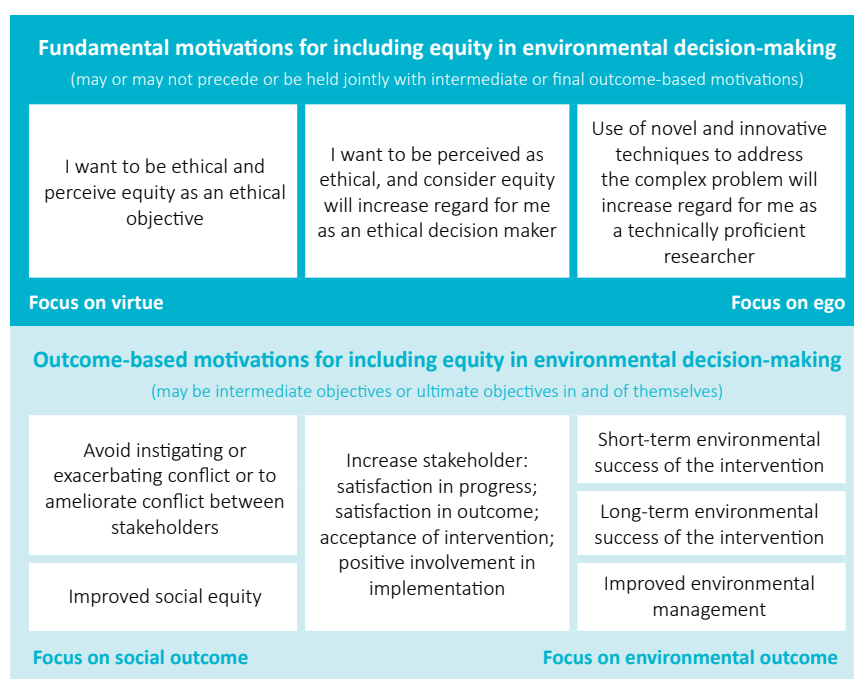 Fundamental motivations for including equity in environmental decision-making
(may or may not precede or be held jointly with intermediate or final outcome-based motivations)
I want to be ethical and
perceive equity as an ethical
objective
I want to be perceived as
ethical, and consider equity
will increase regard for me
as an ethical decision maker
Use of novel and innovative
techniques to address
the complex problem will
increase regard for me as
a technically proficient
researcher
Focus on virtue
Focus on ego
Outcome-based motivations for including equity in environmental decision-making
(may be intermediate objectives or ultimate objectives in and of themselves)
Avoid instigating or
exacerbating conflict or to
ameliorate conflict between
stakeholders
Improved social equity
Increase stakeholder:
satisfaction in progress;
satisfaction in outcome;
acceptance of intervention;
positive involvement in
implementation
Short-term environmental
success of the intervention
Long-term environmental
success of the intervention
Improved environmental
management
Focus on social outcome
Focus on environmental outcome